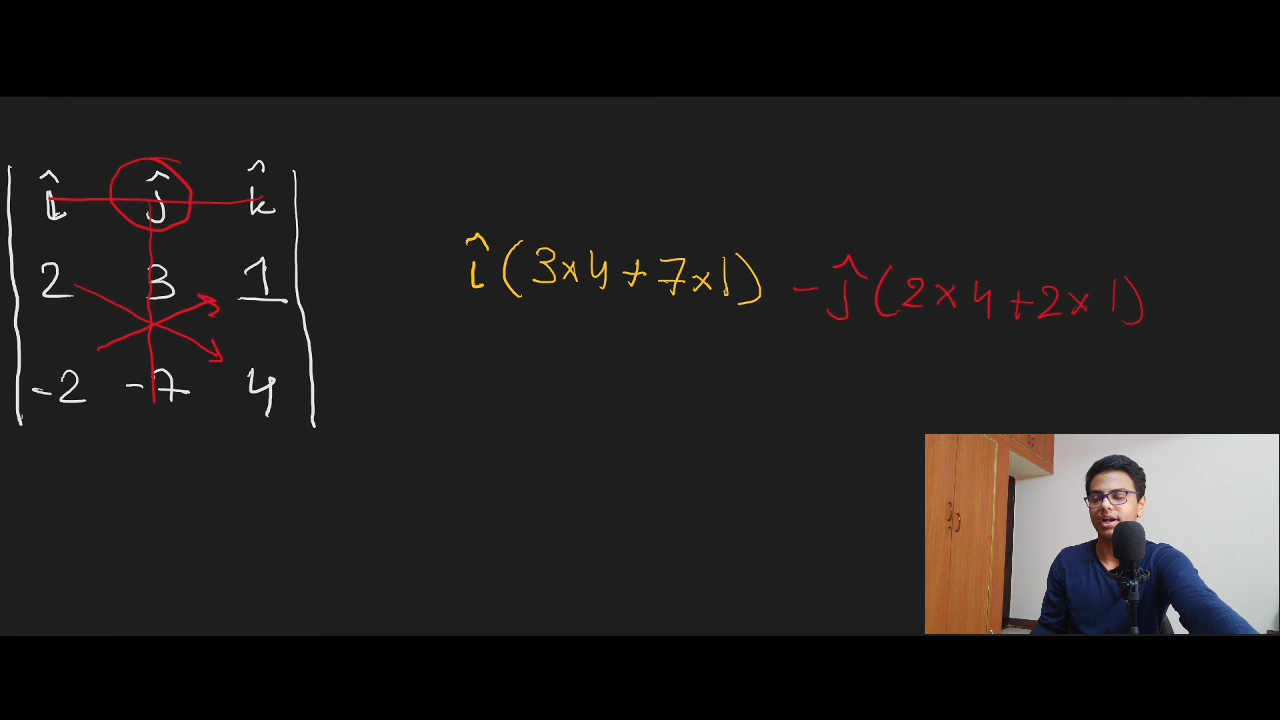 | î ĵ k̂ |
| 2 3 1 |
| -2 -7 4 |
î (3×4 + 7×1) - ĵ (2×4 + 2×1)